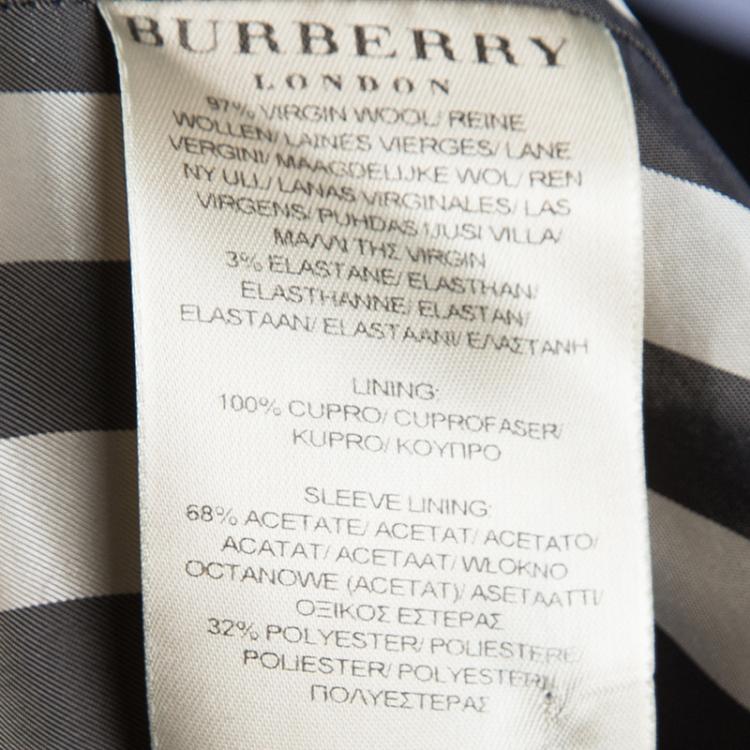 BURBERRY
LONDON
97% VIRGIN WOOL/ REINE
WOLLEN/ LAINES VIERGES/ LANE
VERGINI/ MAAGDELIJKE WOL/ REN
NY ULL/ LANAS VIRGINALES/ LAS
VIRGENS/ PUHDAS UUSI VILLA/
ΜΑΛΛΙ ΤΗΣ VIRGIN
3% ELASTANE/ ELASTHAN/
ELASTHANNE/ ELASTAN/
ELASTAAN/ ELASTAANI/ ΕΛΑΣΤΑΝΗ
LINING:
100% CUPRO/ CUPROFASER/
KUPRO/ ΚΟΥΠΡΟ
SLEEVE LINING:
68% ACETATE/ ACETAT/ ACETATO/
ACATAT/ ACETAAT/ WŁOKNO
OCTANOWE (ACETAT)/ ASETAATTI/
ΟΞΙΚΟΣ ΕΣΤΕΡΑΣ
32% POLYESTER/ POLIESTERE/
POLIESTER/ POLYESTERI/
ΠΟΛΥΕΣΤΕΡΑΣ